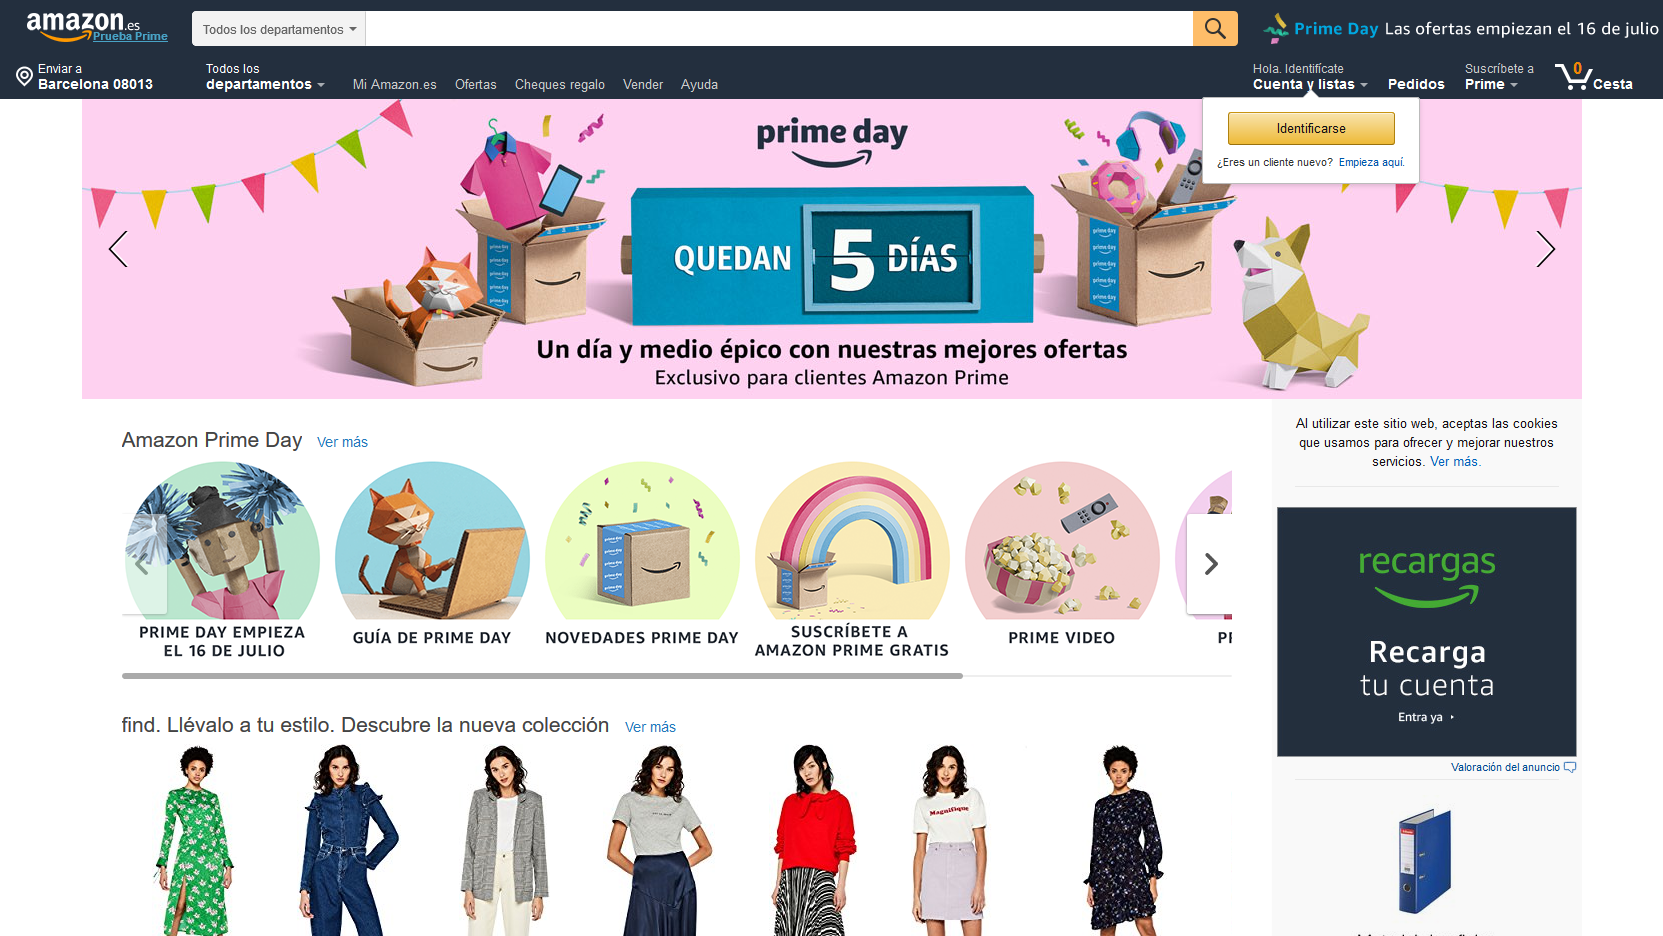 amazon.es
Prueba Prime
Todos los departamentos
Prime Day Las ofertas empiezan el 16 de julio
Enviar a
Barcelona 08013
Todos los
departamentos
Mi Amazon.es
Ofertas
Cheques regalo
Vender
Ayuda
Hola. Identifícate
Cuenta y listas
Pedidos
Suscríbete a
Prime
0
Cesta
Identificarse
¿Eres un cliente nuevo? Empieza aquí.
prime day
QUEDAN 5 DÍAS
Un día y medio épico con nuestras mejores ofertas
Exclusivo para clientes Amazon Prime
Al utilizar este sitio web, aceptas las cookies
que usamos para ofrecer y mejorar nuestros
servicios. Ver más.
Amazon Prime Day Ver más
PRIME DAY EMPIEZA
EL 16 DE JULIO
GUÍA DE PRIME DAY
NOVEDADES PRIME DAY
SUSCRÍBETE A
AMAZON PRIME GRATIS
PRIME VIDEO
recargas
Recarga
tu cuenta
Entra ya
Valoración del anuncio
find. Llévalo a tu estilo. Descubre la nueva colección Ver más
Magnifique